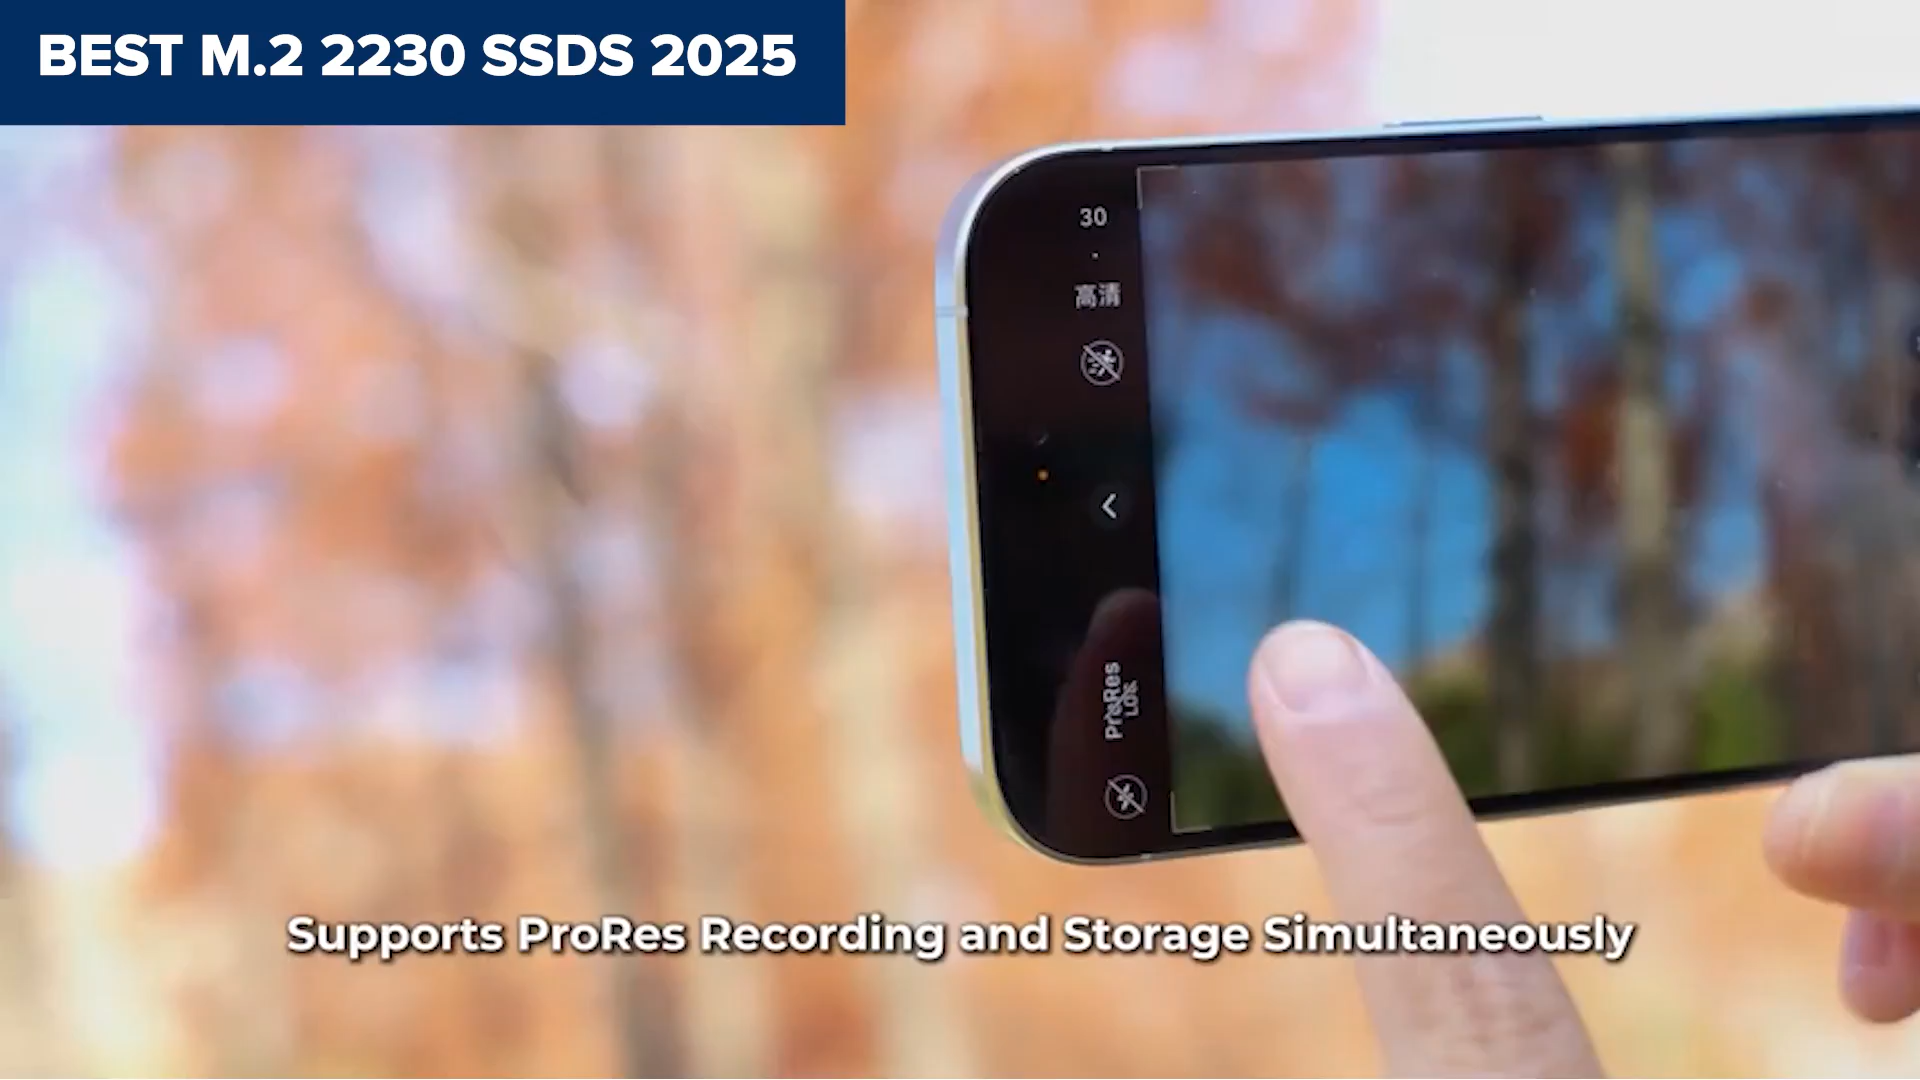 BEST M.2 2230 SSDS 2025
30
高清
ProRes
LOG
Supports ProRes Recording and Storage Simultaneously